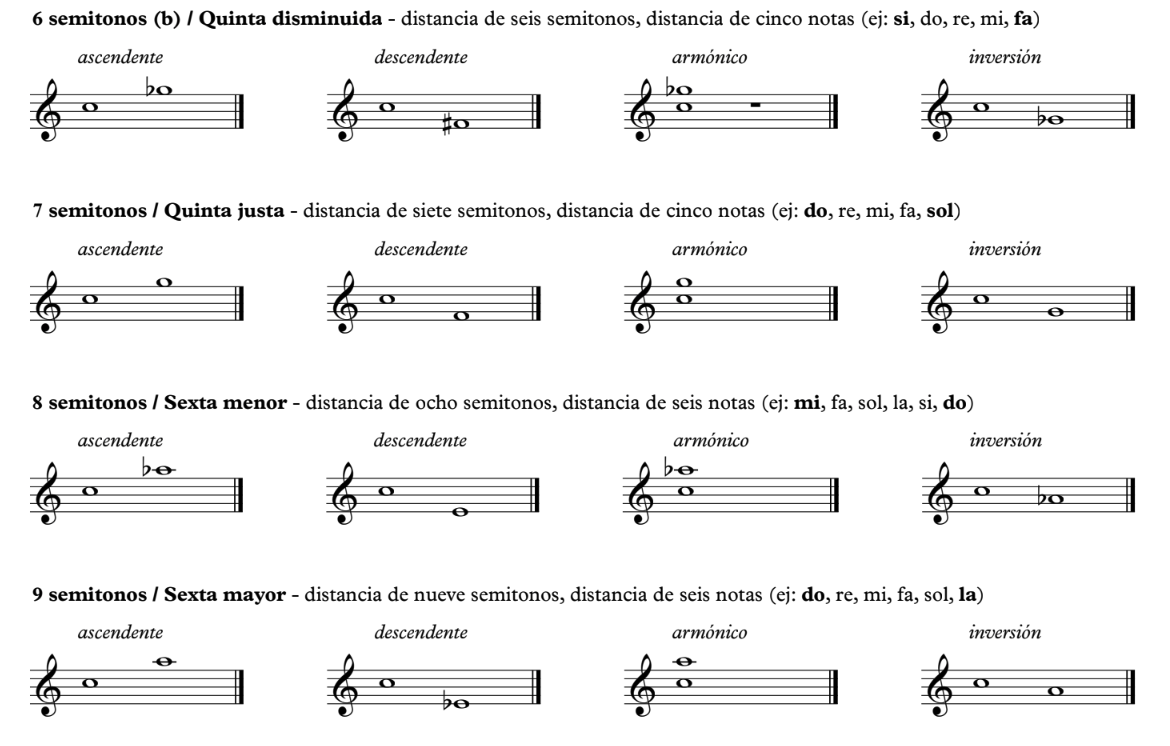 6 semitonos (b) / Quinta disminuida - distancia de seis semitonos, distancia de cinco notas (ej: si, do, re, mi, fa)
ascendente descendente armónico inversión
7 semitonos / Quinta justa - distancia de siete semitonos, distancia de cinco notas (ej: do, re, mi, fa, sol)
ascendente descendente armónico inversión
8 semitonos / Sexta menor - distancia de ocho semitonos, distancia de seis notas (ej: mi, fa, sol, la, si, do)
ascendente descendente armónico inversión
9 semitonos / Sexta mayor - distancia de nueve semitonos, distancia de seis notas (ej: do, re, mi, fa, sol, la)
ascendente descendente armónico inversión